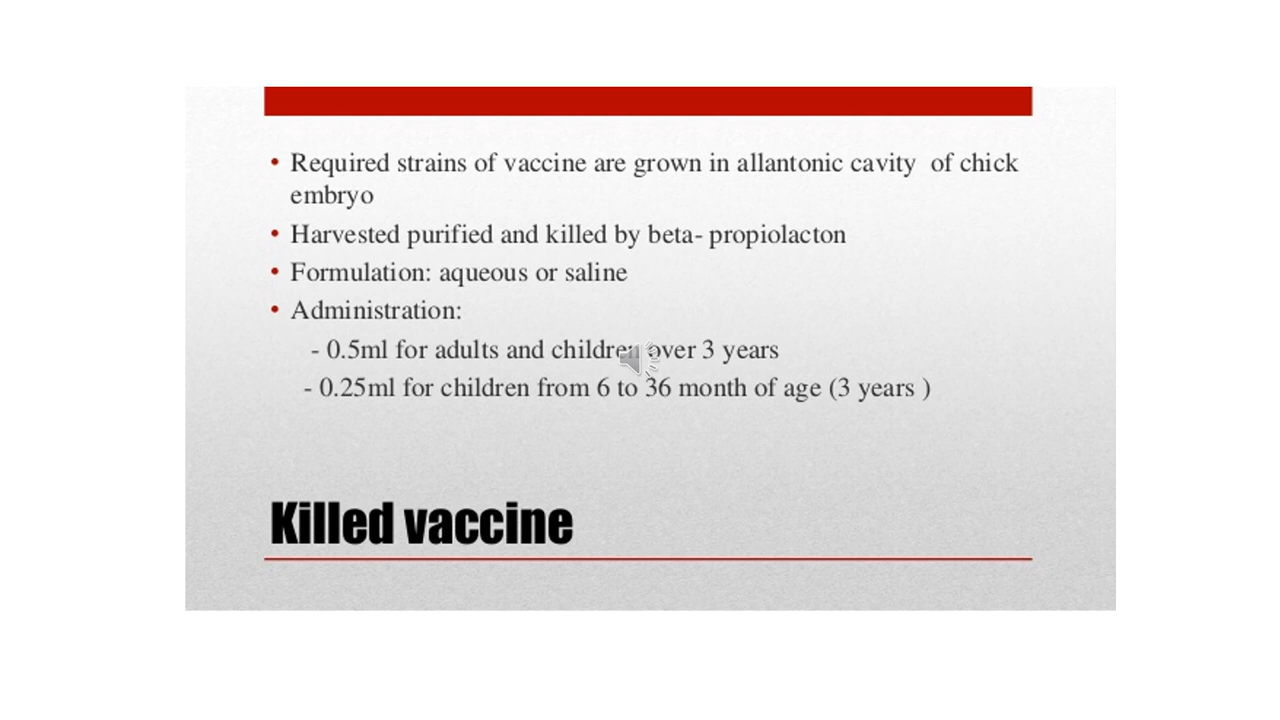 • Required strains of vaccine are grown in allantonic cavity of chick
embryo
• Harvested purified and killed by beta- propiolacton
• Formulation: aqueous or saline
• Administration:
- 0.5ml for adults and children over 3 years
- 0.25ml for children from 6 to 36 month of age (3 years )
Killed vaccine